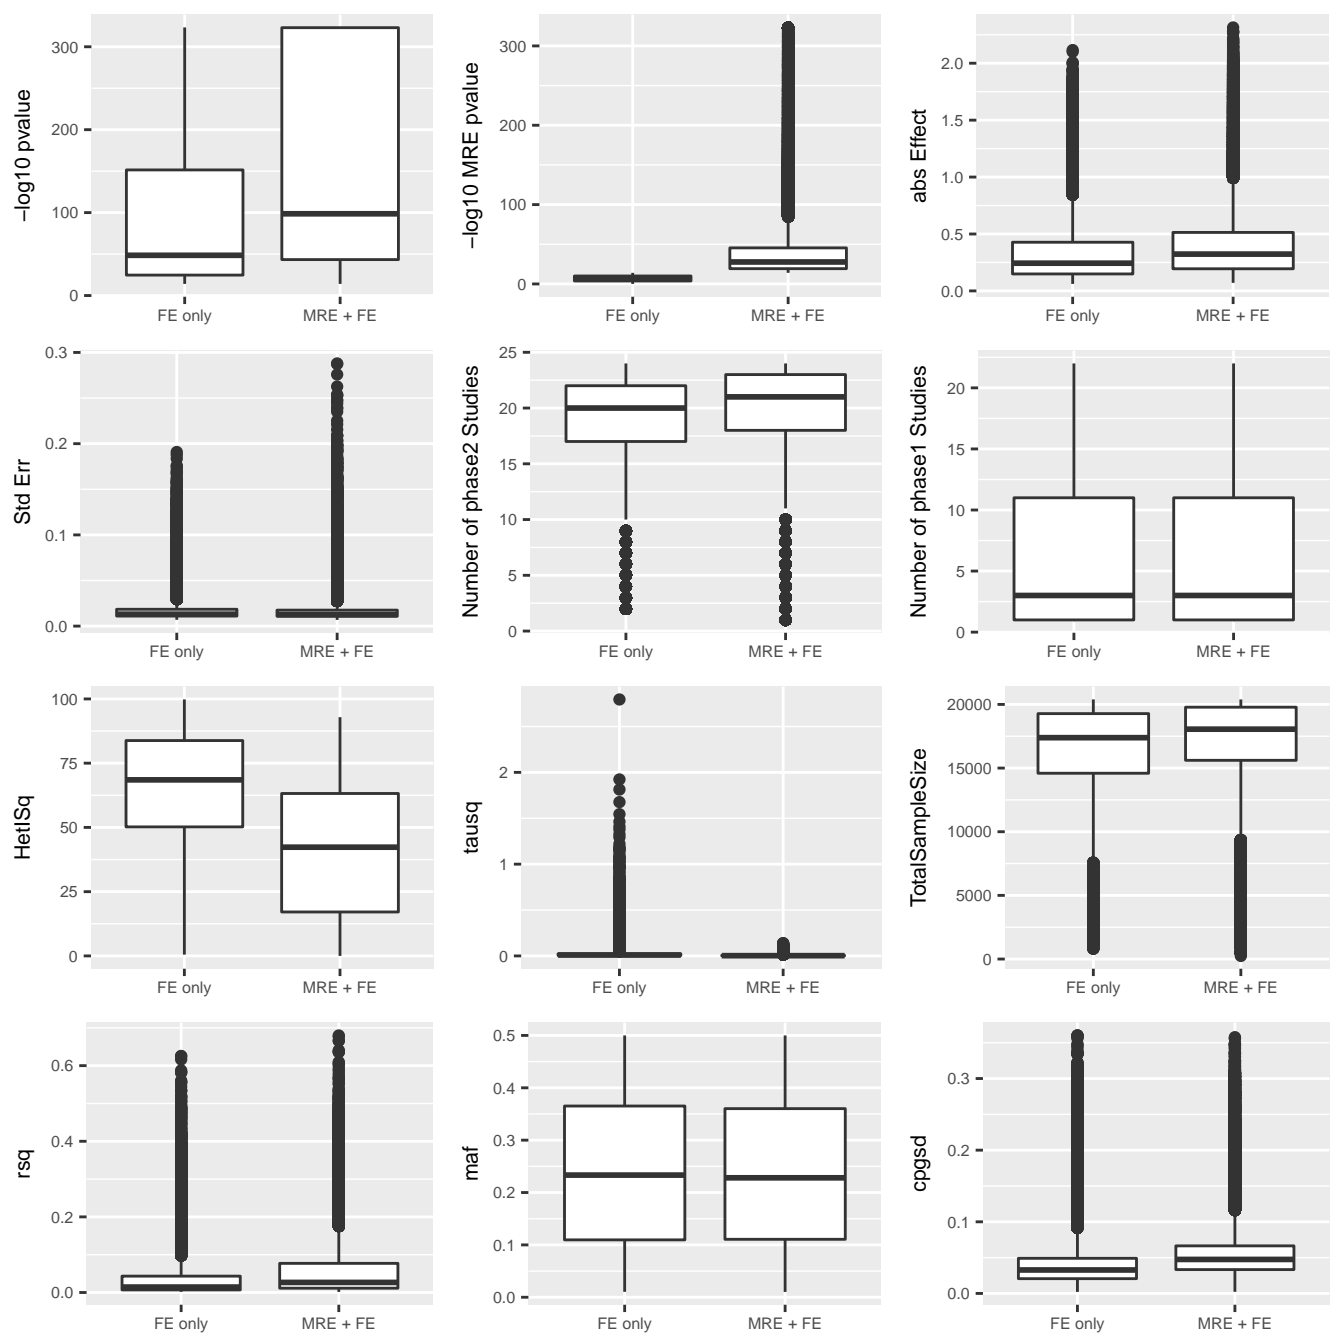 −log10 pvalue
300
200
100
0
FE only MRE + FE
−log10 MRE pvalue
300
200
100
0
FE only MRE + FE
abs Effect
2.0
1.5
1.0
0.5
0.0
FE only MRE + FE
Std Err
0.3
0.2
0.1
0.0
FE only MRE + FE
Number of phase2 Studies
25
20
15
10
5
0
FE only MRE + FE
Number of phase1 Studies
20
15
10
5
0
FE only MRE + FE
HetISq
100
75
50
25
0
FE only MRE + FE
tausq
2
1
0
FE only MRE + FE
TotalSampleSize
20000
15000
10000
5000
0
FE only MRE + FE
rsq
0.6
0.4
0.2
0.0
FE only MRE + FE
maf
0.5
0.4
0.3
0.2
0.1
0.0
FE only MRE + FE
cpgsd
0.3
0.2
0.1
0.0
FE only MRE + FE